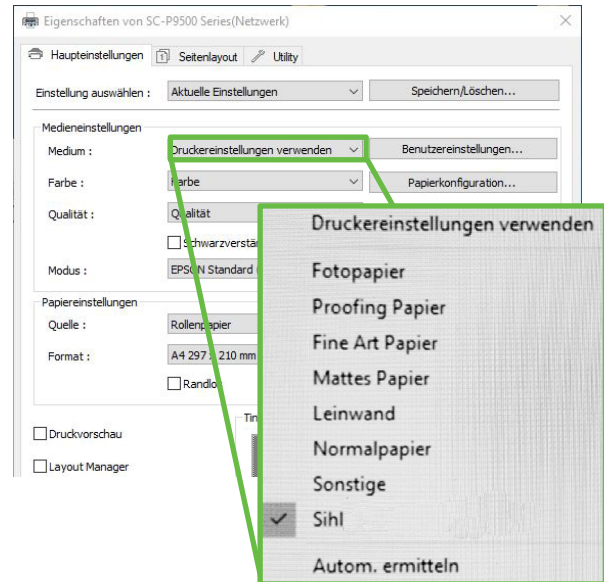 Eigenschaften von SC-P9500 Series(Netzwerk)
Haupteinstellungen Seitenlayout Utility
Einstellung auswählen : Aktuelle Einstellungen Speichern/Löschen...
Medieneinstellungen
Medium : Druckereinstellungen verwenden Benutzereinstellungen...
Farbe : Farbe Papierkonfiguration...
Qualität : Qualität
Schwarzverstär
Modus : EPSON Standard
Papiereinstellungen
Quelle : Rollenpapier
Format : A4 297 x 210 mm
Randlo
Druckvorschau
Tin
Layout Manager
Druckereinstellungen verwenden
Fotopapier
Proofing Papier
Fine Art Papier
Mattes Papier
Leinwand
Normalpapier
Sonstige
Sihl
Autom. ermitteln